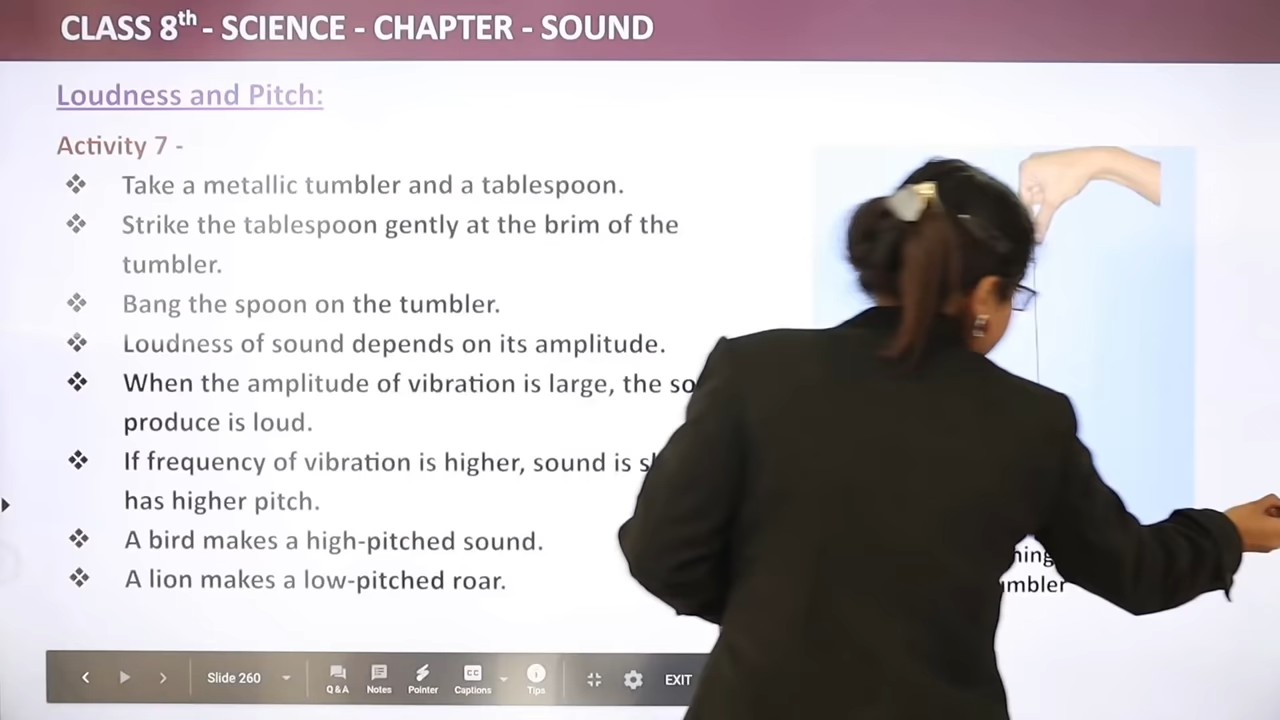 CLASS 8th - SCIENCE - CHAPTER - SOUND
Loudness and Pitch:
Activity 7 -
❖ Take a metallic tumbler and a tablespoon.
❖ Strike the tablespoon gently at the brim of the
tumbler.
❖ Bang the spoon on the tumbler.
❖ Loudness of sound depends on its amplitude.
❖ When the amplitude of vibration is large, the
produce is loud.
❖ If frequency of vibration is higher, sound is
has higher pitch.
❖ A bird makes a high-pitched sound.
❖ A lion makes a low-pitched roar.
Slide 260
Q&A Notes Pointer CC Captions Tips EXIT